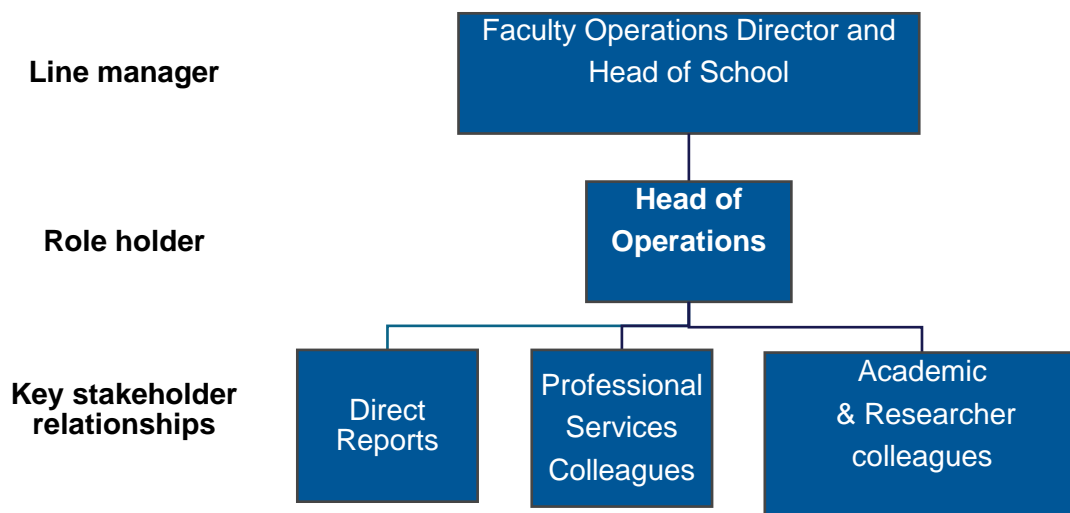 Faculty Operations Director and
Head of School
Line manager
Head of
Operations
Role holder
Key stakeholder
relationships
Direct
Reports
Professional
Services
Colleagues
Academic
& Researcher
colleagues